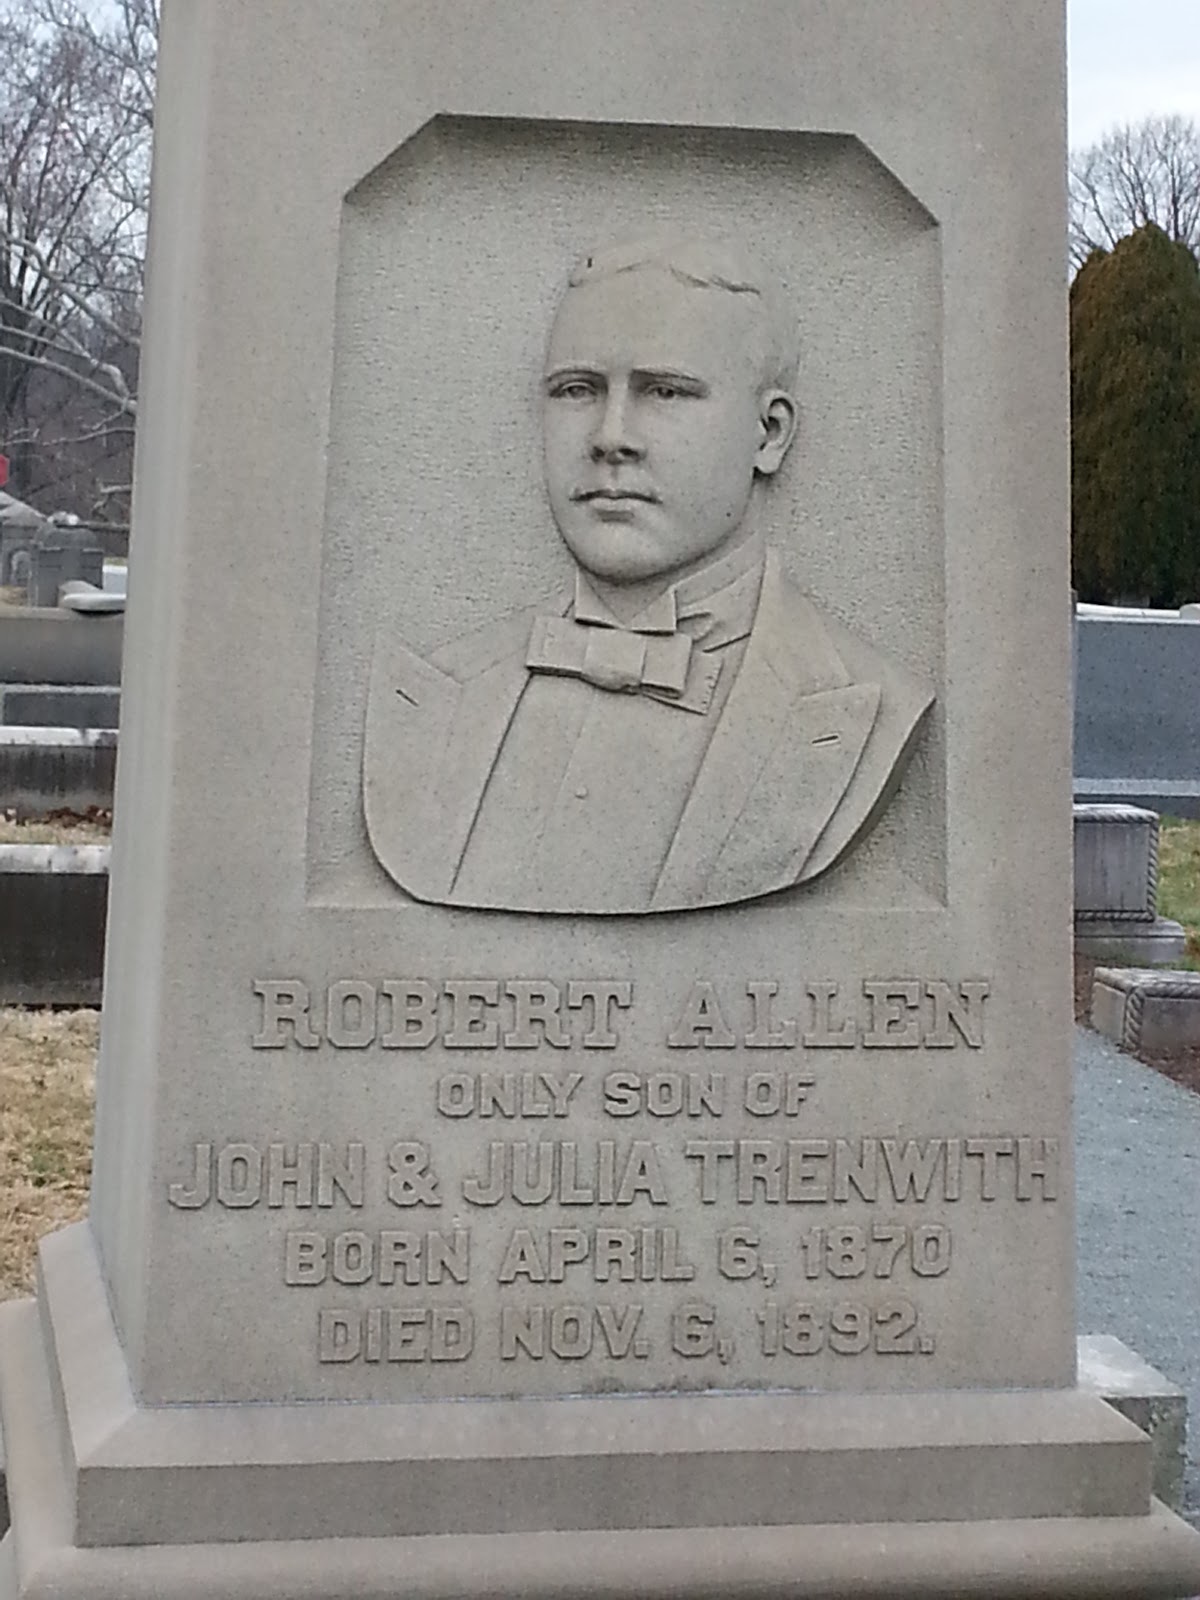 ROBERT ALLEN
ONLY SON OF
JOHN & JULIA TRENWITH
BORN APRIL 6, 1870
DIED NOV. 6, 1892.